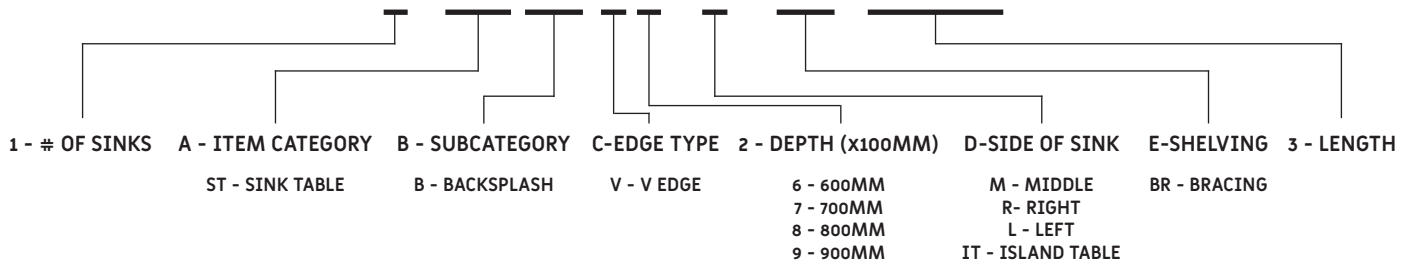 1 - # OF SINKS A - ITEM CATEGORY B - SUBCATEGORY C-EDGE TYPE 2 - DEPTH (X100MM) D-SIDE OF SINK E-SHELVING 3 - LENGTH
ST - SINK TABLE B - BACKSPLASH V - V EDGE 6 - 600MM M - MIDDLE BR - BRACING
7 - 700MM R- RIGHT
8 - 800MM L - LEFT
9 - 900MM IT - ISLAND TABLE